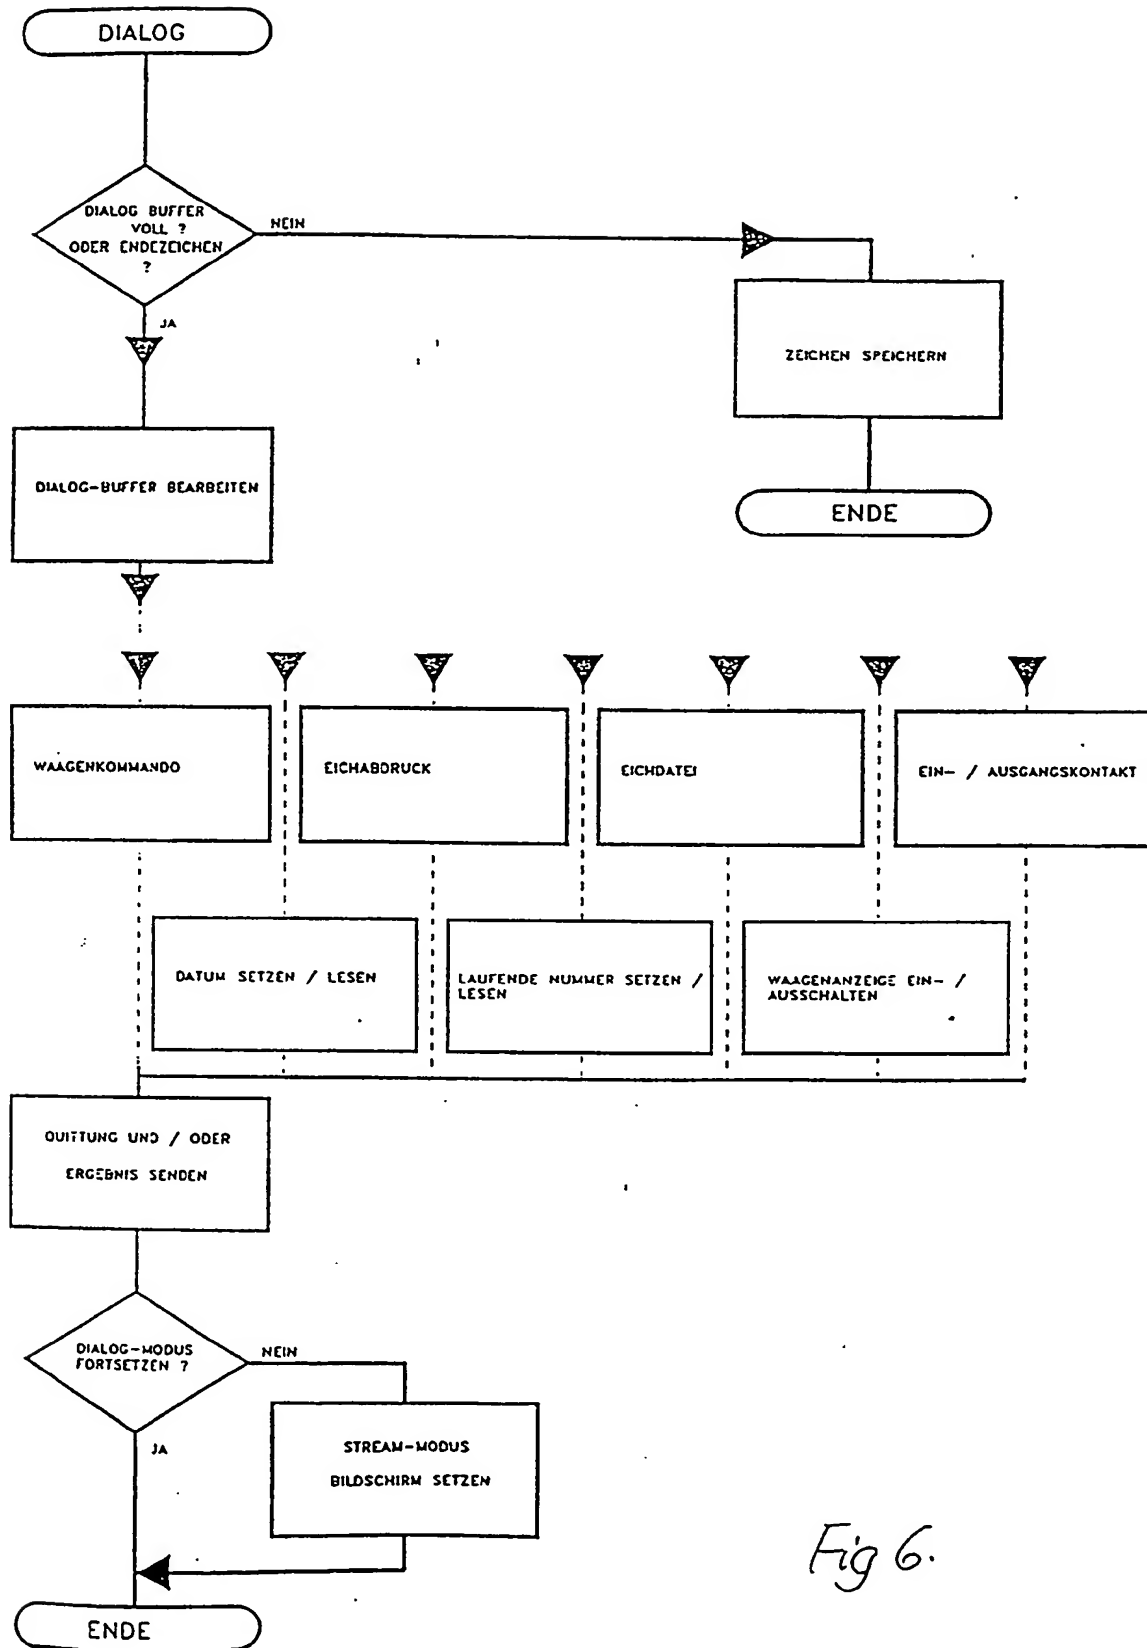 DIALOG
DIALOG BUFFER
VOLL ?
ODER ENDEZEICHEN
?
NEIN
JA
ZEICHEN SPEICHERN
ENDE
DIALOG-BUFFER BEARBEITEN
WAAGENKOMMANDO
EICHABDRUCK
EICHDATEI
EIN- / AUSGANGSKONTAKT
DATUM SETZEN / LESEN
LAUFENDE NUMMER SETZEN /
LESEN
WAAGENANZEIGE EIN- /
AUSSCHALTEN
QUITTUNG UND / ODER
ERGEBNIS SENDEN
DIALOG-MODUS
FORTSETZEN ?
NEIN
JA
STREAM-MODUS
BILDSCHIRM SETZEN
ENDE
Fig 6.